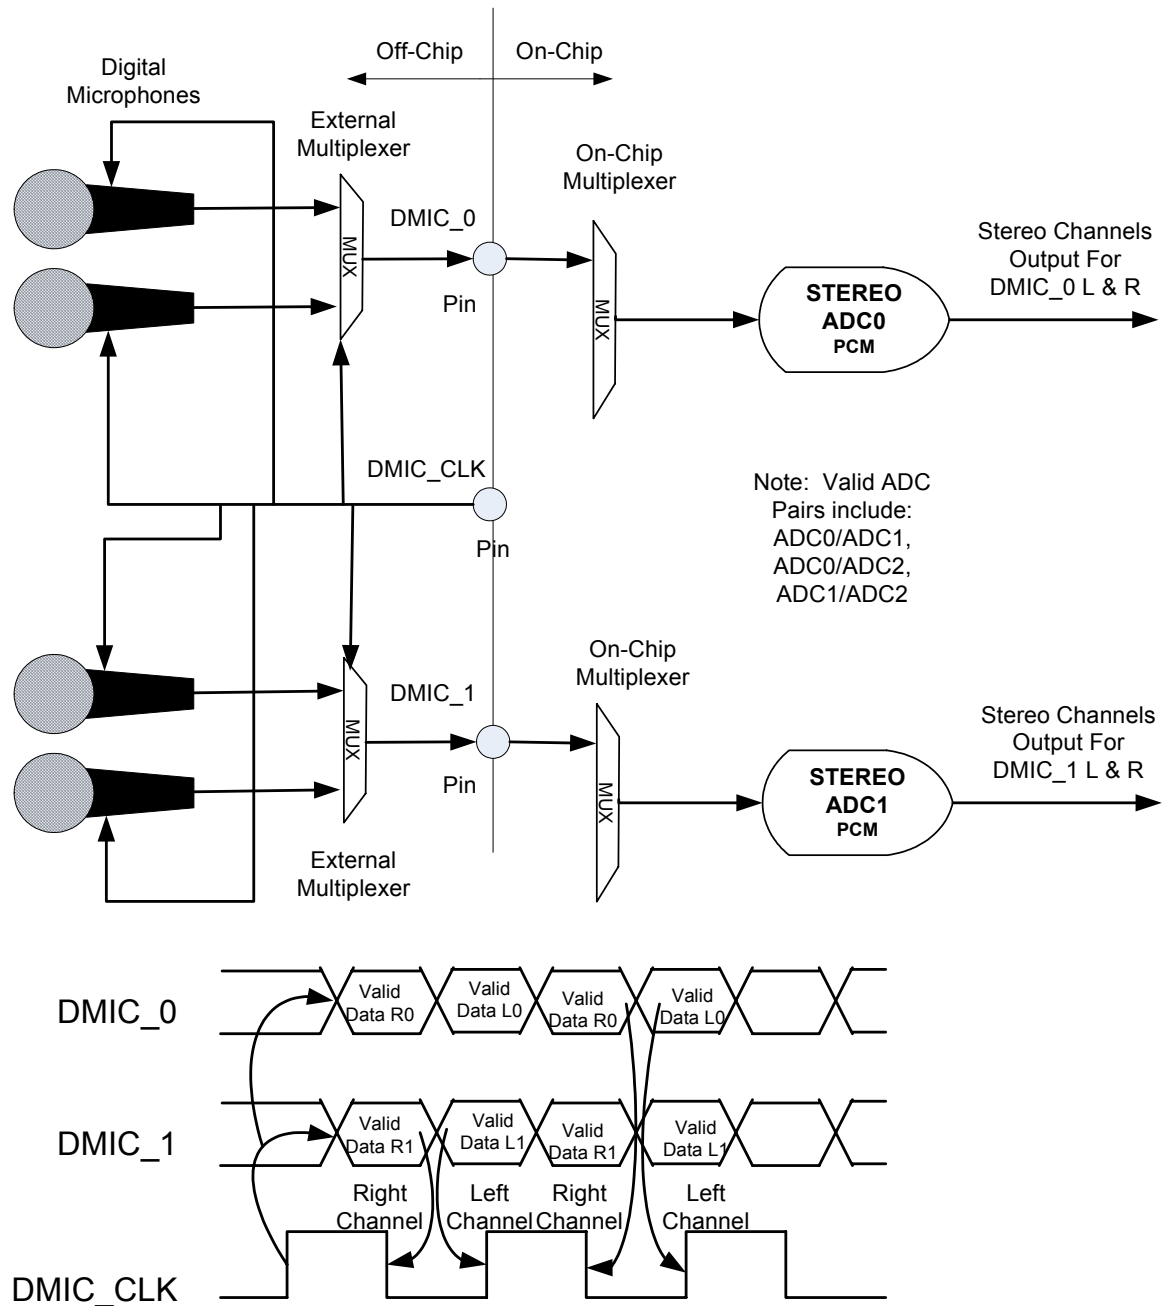 Off-Chip
On-Chip
Digital
Microphones
External
Multiplexer
On-Chip
Multiplexer
MUX
DMIC_0
Pin
MUX
STEREO
ADC0
PCM
Stereo Channels
Output For
DMIC_0 L & R
DMIC_CLK
Pin
Note: Valid ADC
Pairs include:
ADC0/ADC1,
ADC0/ADC2,
ADC1/ADC2
On-Chip
Multiplexer
MUX
DMIC_1
Pin
MUX
STEREO
ADC1
PCM
Stereo Channels
Output For
DMIC_1 L & R
External
Multiplexer
DMIC_0
Valid
Data R0
Valid
Data L0
Valid
Data R0
Valid
Data L0
DMIC_1
Valid
Data R1
Valid
Data L1
Valid
Data R1
Valid
Data L1
Right
Channel
Left
Channel
Right
Channel
Left
Channel
DMIC_CLK